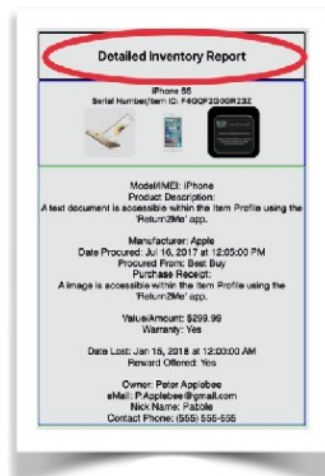 Detailed Inventory Report
iPhone 6S
Serial Number/Item ID: F4GQF2G00R23Z
Model/IMEI: iPhone
Product Description:
A text document is accessible within the Item Profile using the
'Return2Me' app.
Manufacturer: Apple
Date Procured: Jul 16, 2017 at 12:05:00 PM
Procured From: Best Buy
Purchase Receipt:
A image is accessible within the Item Profile using the
'Return2Me' app.
Value/Amount: $299.99
Warranty: Yes
Date Lost: Jan 15, 2018 at 12:00:00 AM
Reward Offered: Yes
Owner: Peter Applebee
eMail: P.Applebee@gmail.com
Nick Name: Pabble
Contact Phone: (555) 555-555